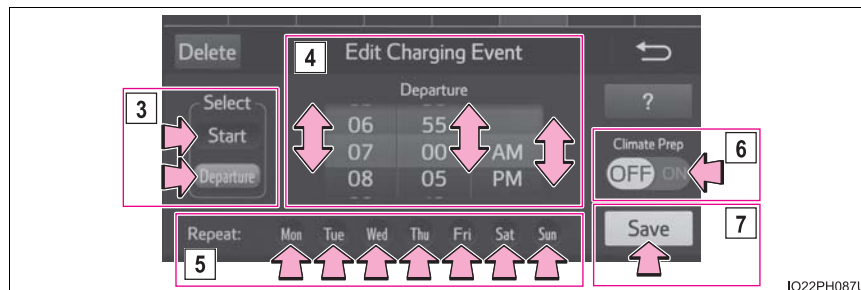 Delete
4
Edit Charging Event
3
Select
Departure
?
Start
06 55
07 00 AM
08 05 PM
Departure
Climate Prep
6
OFF ON
Repeat:
Mon Tue Wed Thu Fri Sat Sun
5
Save
7
IO22PH087U